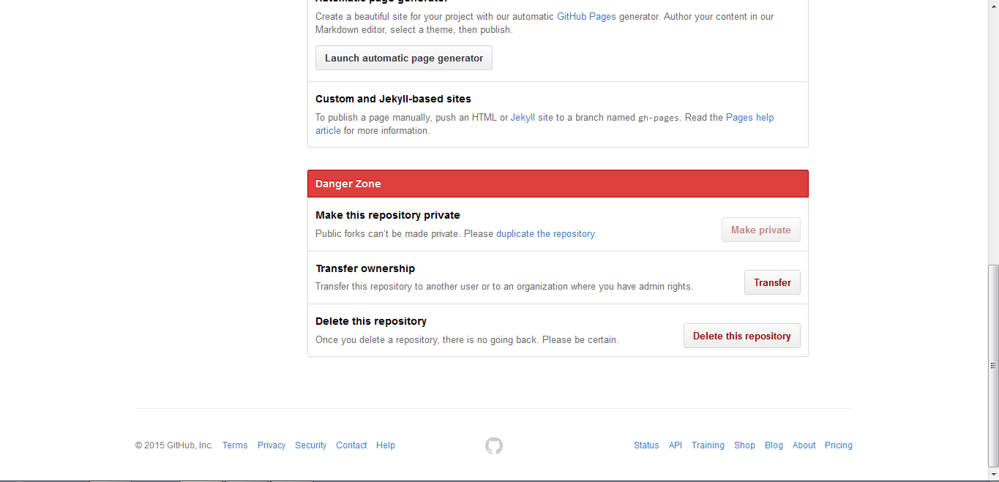 Automatic page generator
Create a beautiful site for your project with our automatic GitHub Pages generator. Author your content in our
Markdown editor, select a theme, then publish.
Launch automatic page generator
Custom and Jekyll-based sites
To publish a page manually, push an HTML or Jekyll site to a branch named gh-pages. Read the Pages help
article for more information.
Danger Zone
Make this repository private
Public forks can't be made private. Please duplicate the repository.
Make private
Transfer ownership
Transfer this repository to another user or to an organization where you have admin rights.
Transfer
Delete this repository
Once you delete a repository, there is no going back. Please be certain.
Delete this repository
© 2015 GitHub, Inc. Terms Privacy Security Contact Help
Status API Training Shop Blog About Pricing